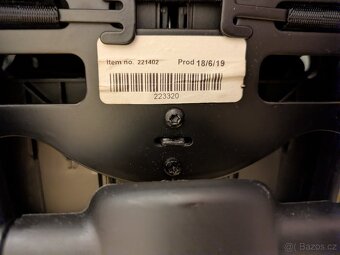 Item no. 221402 Prod 18/6/19
223320
© Bazos.cz